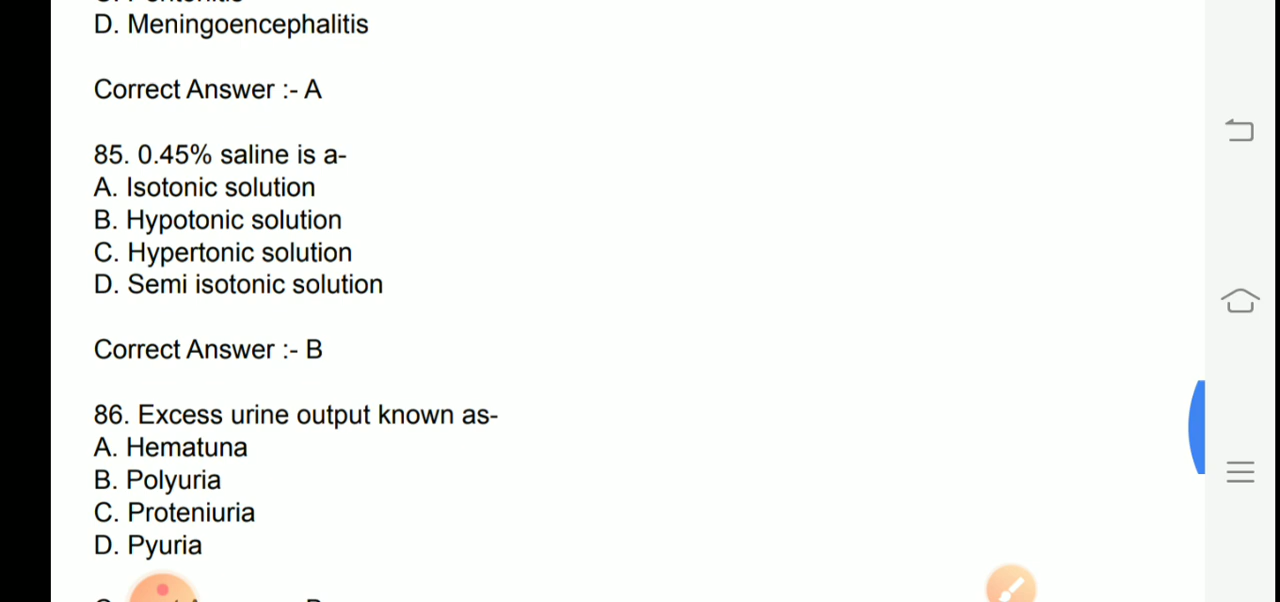 D. Meningoencephalitis
Correct Answer :- A
85. 0.45% saline is a-
A. Isotonic solution
B. Hypotonic solution
C. Hypertonic solution
D. Semi isotonic solution
Correct Answer :- B
86. Excess urine output known as-
A. Hematuna
B. Polyuria
C. Proteniuria
D. Pyuria